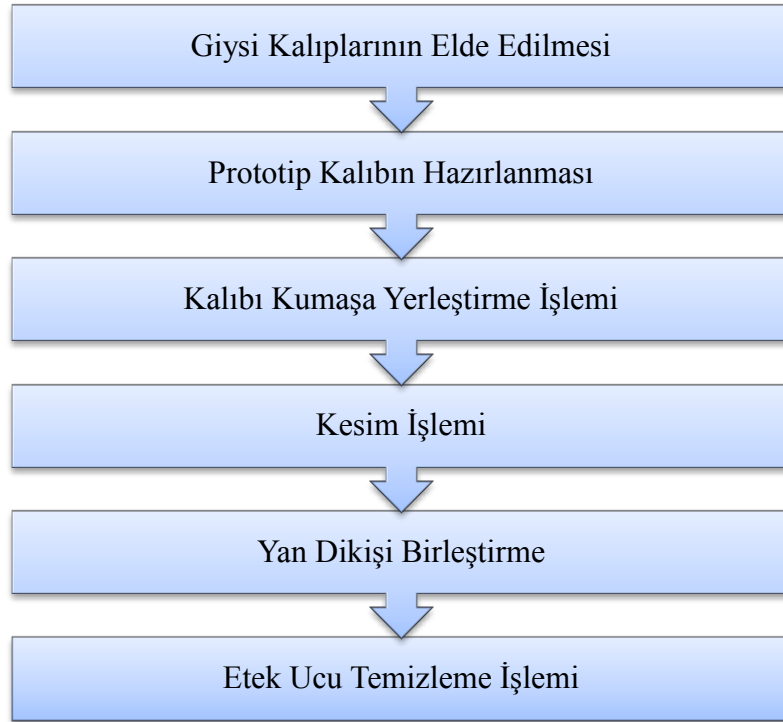 Giysi Kalıplarının Elde Edilmesi
Prototip Kalıbın Hazırlanması
Kalıbı Kumaşa Yerleştirme İşlemi
Kesim İşlemi
Yan Dikişi Birleştirme
Etek Ucu Temizleme İşlemi